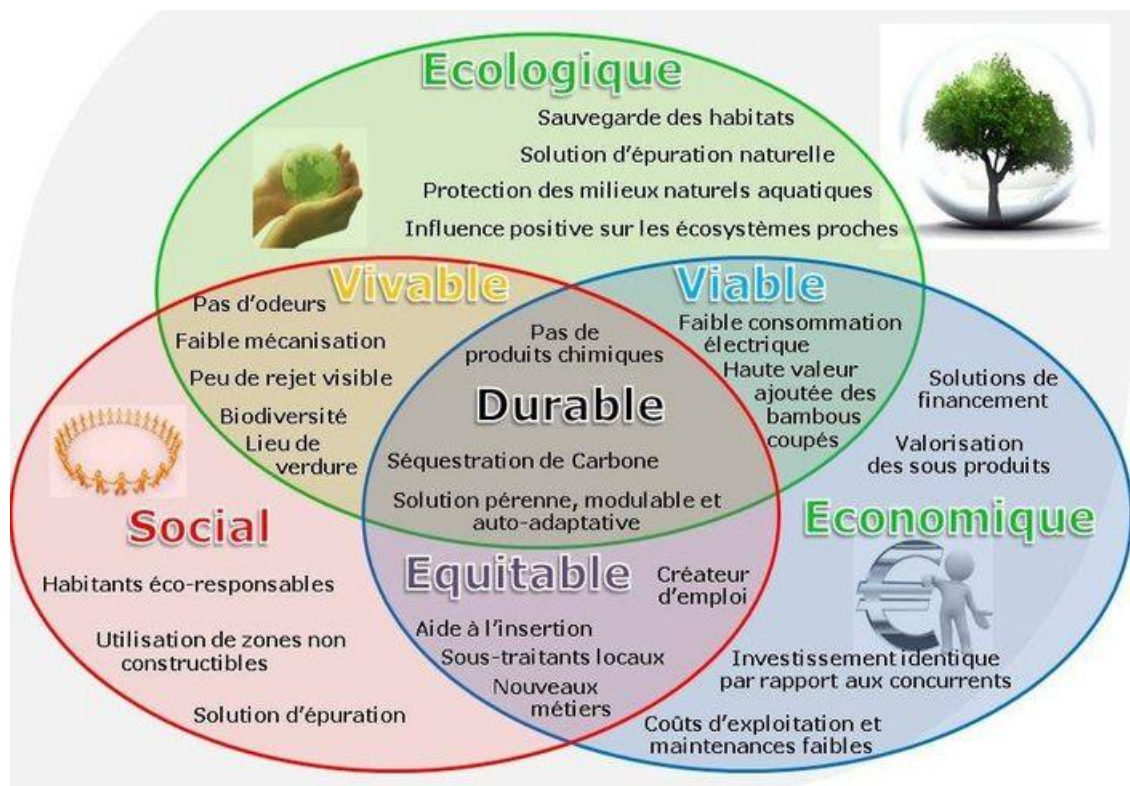 Ecologique
Sauvegarde des habitats
Solution d'épuration naturelle
Protection des milieux naturels aquatiques
Influence positive sur les écosystèmes proches
Vivable
Pas d'odeurs
Faible mécanisation
Peu de rejet visible
Biodiversité
Lieu de
verdure
Viable
Faible consommation
électrique
Haute valeur
ajoutée des
bambous
coupés
Pas de
produits chimiques
Durable
Séquestration de Carbone
Solution pérenne, modulable et
auto-adaptative
Solutions de
financement
Valorisation
des sous produits
Economique
Investissement identique
par rapport aux concurrents
Coûts d'exploitation et
maintenances faibles
Social
Habitants éco-responsables
Utilisation de zones non
constructibles
Solution d'épuration
Equitable
Créateur
d'emploi
Aide à l'insertion
Sous-traitants locaux
Nouveaux
métiers